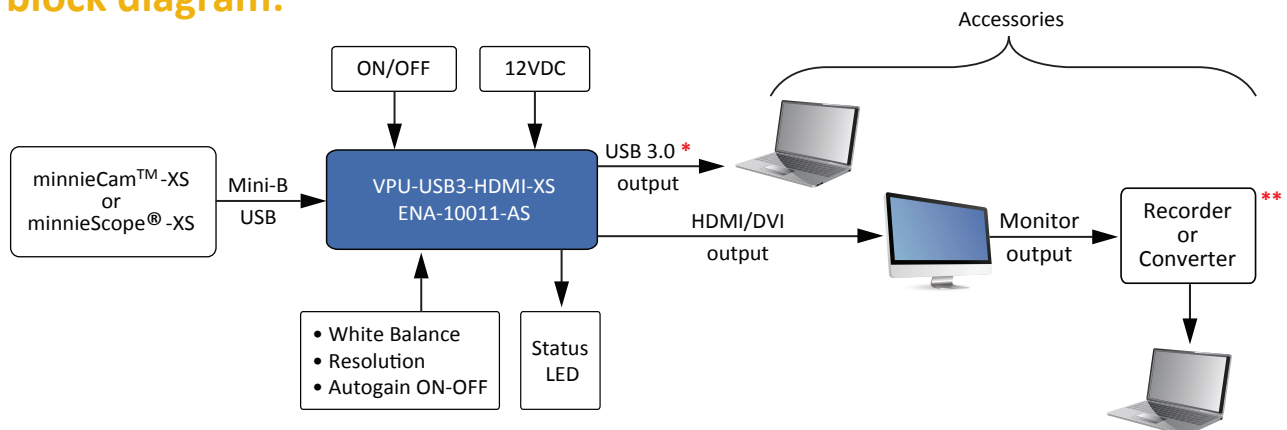 block diagram:
Accessories
ON/OFF
12VDC
minnieCam™-XS
or
minnieScope®-XS
Mini-B
USB
VPU-USB3-HDMI-XS
ENA-10011-AS
USB 3.0 *
output
HDMI/DVI
output
Monitor
output
Recorder
or
Converter
**
• White Balance
• Resolution
• Autogain ON-OFF
Status
LED